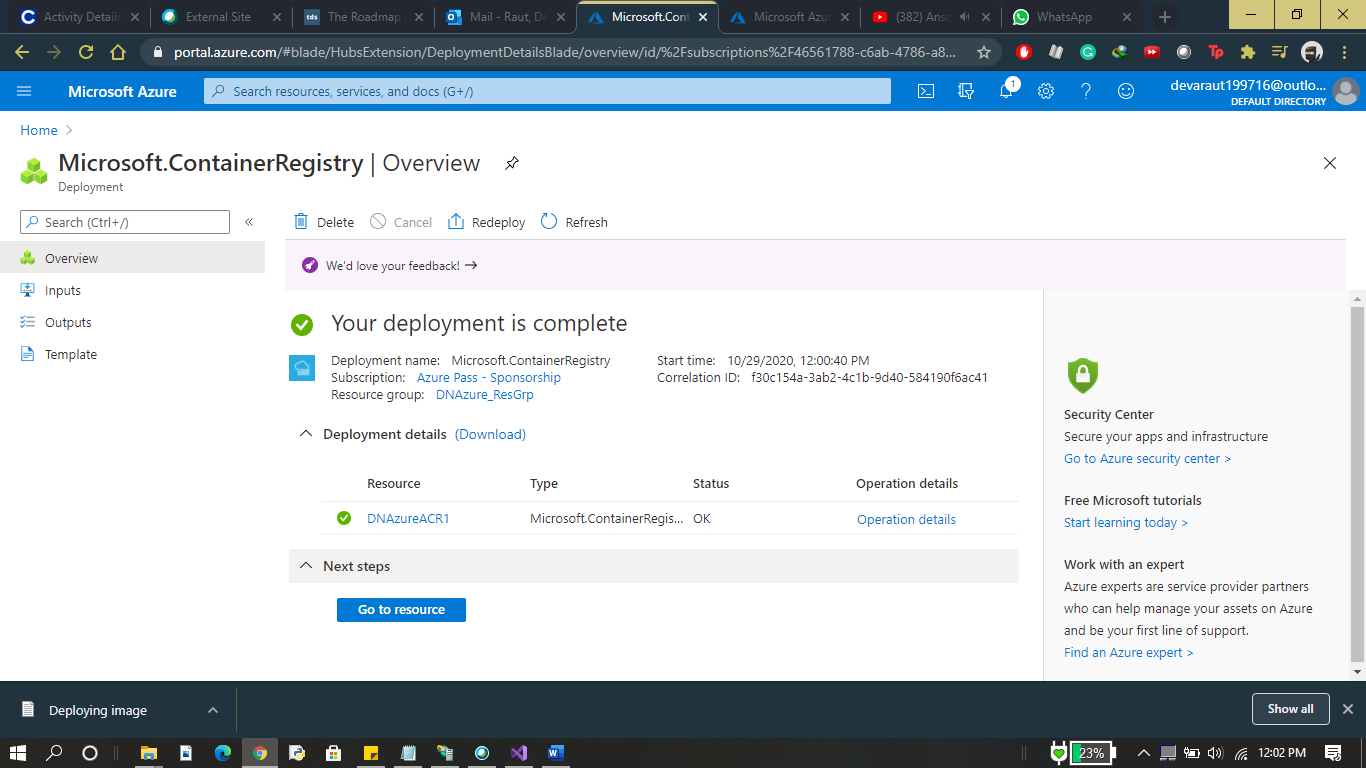 Activity Details
External Site
tds
The Roadmap
Mail - Raut, De
Microsoft.Cont
Microsoft Azur
(382) Anso
WhatsApp
portal.azure.com/#blade/HubsExtension/DeploymentDetailsBlade/overview/id/%2Fsubscriptions%2F46561788-c6ab-4786-a8...
Microsoft Azure
Search resources, services, and docs (G+/)
1
devaraut199716@outlo...
DEFAULT DIRECTORY
Home
Microsoft.ContainerRegistry | Overview
Deployment
Search (Ctrl+/)
«
Delete
Cancel
Redeploy
Refresh
Overview
Inputs
Outputs
Template
We'd love your feedback! →
Your deployment is complete
Deployment name: Microsoft.ContainerRegistry
Subscription: Azure Pass - Sponsorship
Resource group: DNAzure_ResGrp
Start time: 10/29/2020, 12:00:40 PM
Correlation ID: f30c154a-3ab2-4c1b-9d40-584190f6ac41
Deployment details (Download)
Resource Type Status Operation details
DNAzureACR1 Microsoft.ContainerRegis... OK Operation details
Next steps
Go to resource
Security Center
Secure your apps and infrastructure
Go to Azure security center >
Free Microsoft tutorials
Start learning today >
Work with an expert
Azure experts are service provider partners
who can help manage your assets on Azure
and be your first line of support.
Find an Azure expert >
Deploying image
Show all
23%
12:02 PM